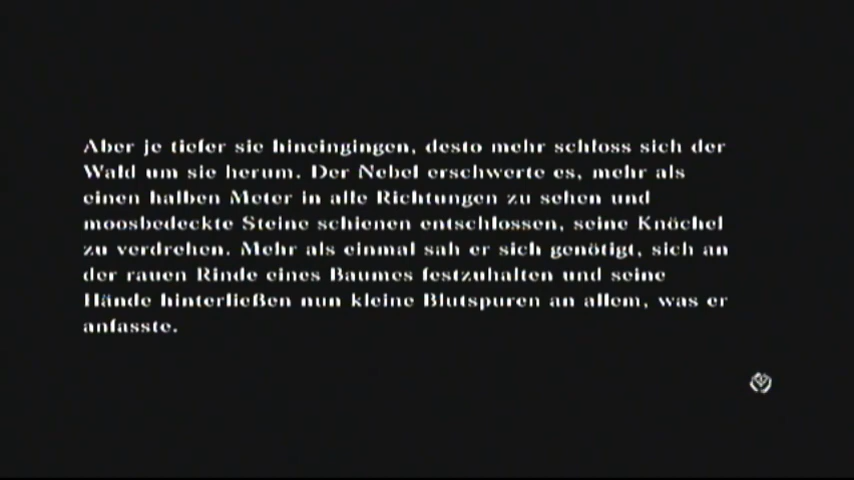 Aber je tiefer sie hineingingen, desto mehr schloss sich der
Wald um sie herum. Der Nebel erschwerte es, mehr als
einen halben Meter in alle Richtungen zu sehen und
moosbedeckte Steine schienen entschlossen, seine Knöchel
zu verdrehen. Mehr als einmal sah er sich genötigt, sich an
der rauen Rinde eines Baumes festzuhalten und seine
Hände hinterließen nun kleine Blutspuren an allem, was er
anfasste.